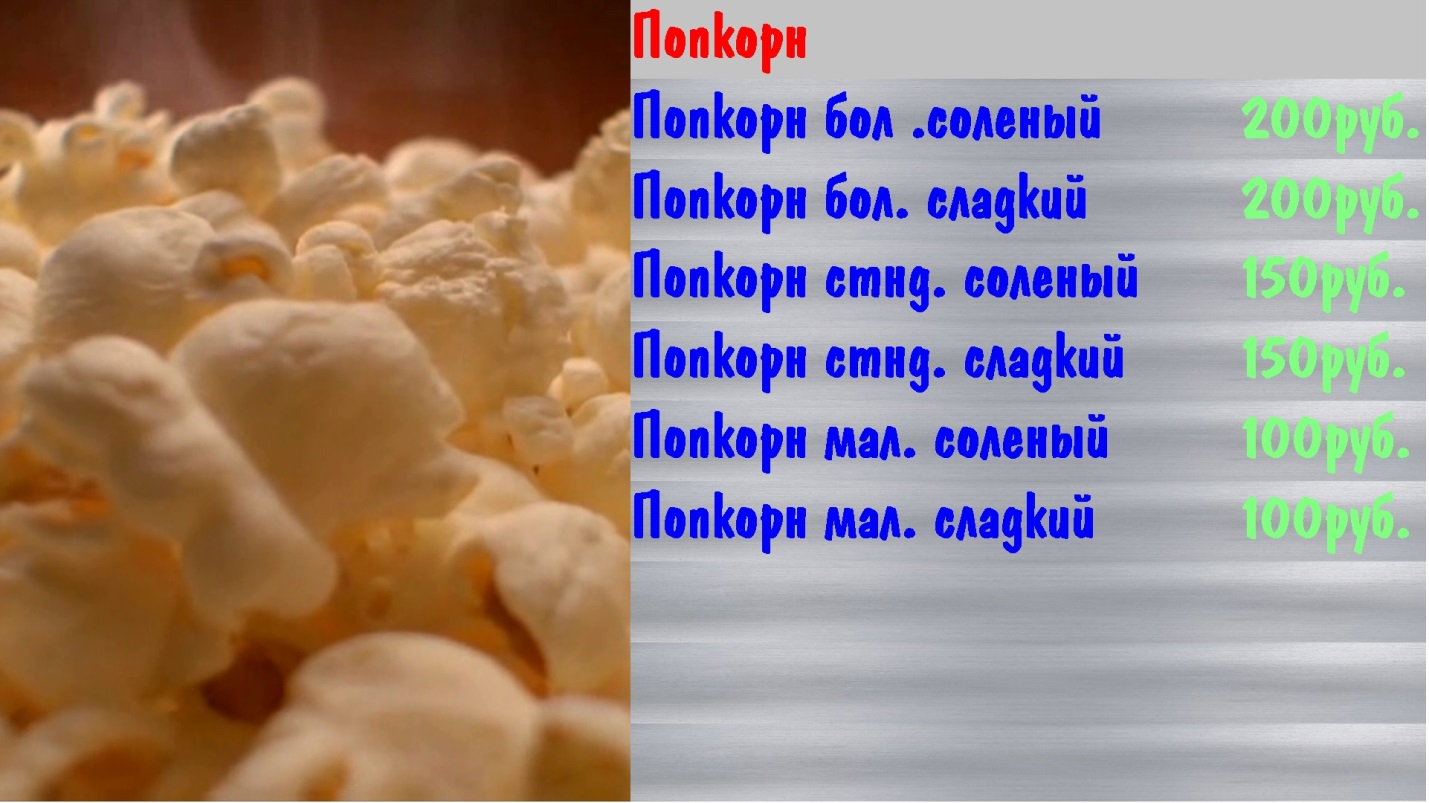 Попкорн
Попкорн бол .соленый 200руб.
Попкорн бол. сладкий 200руб.
Попкорн стнд. соленый 150руб.
Попкорн стнд. сладкий 150руб.
Попкорн мал. соленый 100руб.
Попкорн мал. сладкий 100руб.